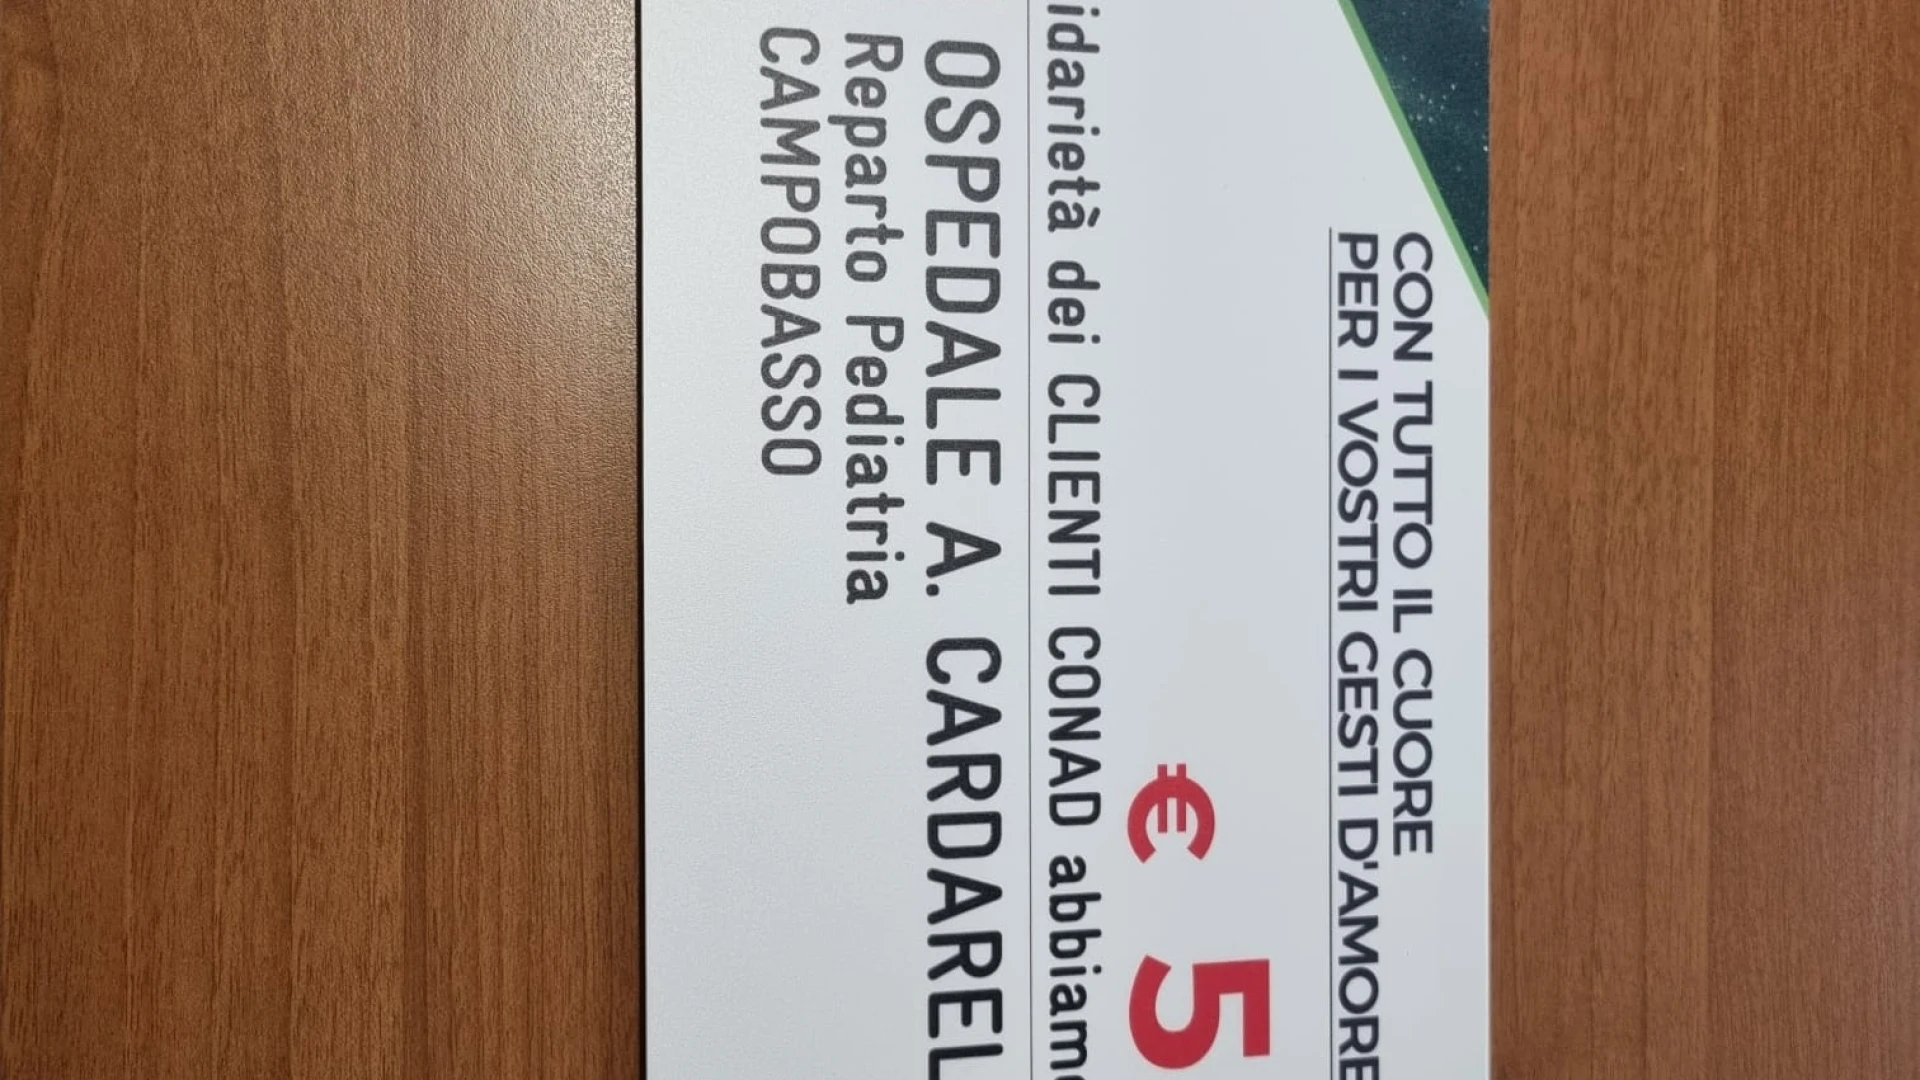 CON TUTTO IL CUORE
PER I VOSTRI GESTI D'AMORE
€ 5
idarietà dei CLIENTI CONAD abbiamo
OSPEDALE A. CARDAREL
Reparto Pediatria
CAMPOBASSO